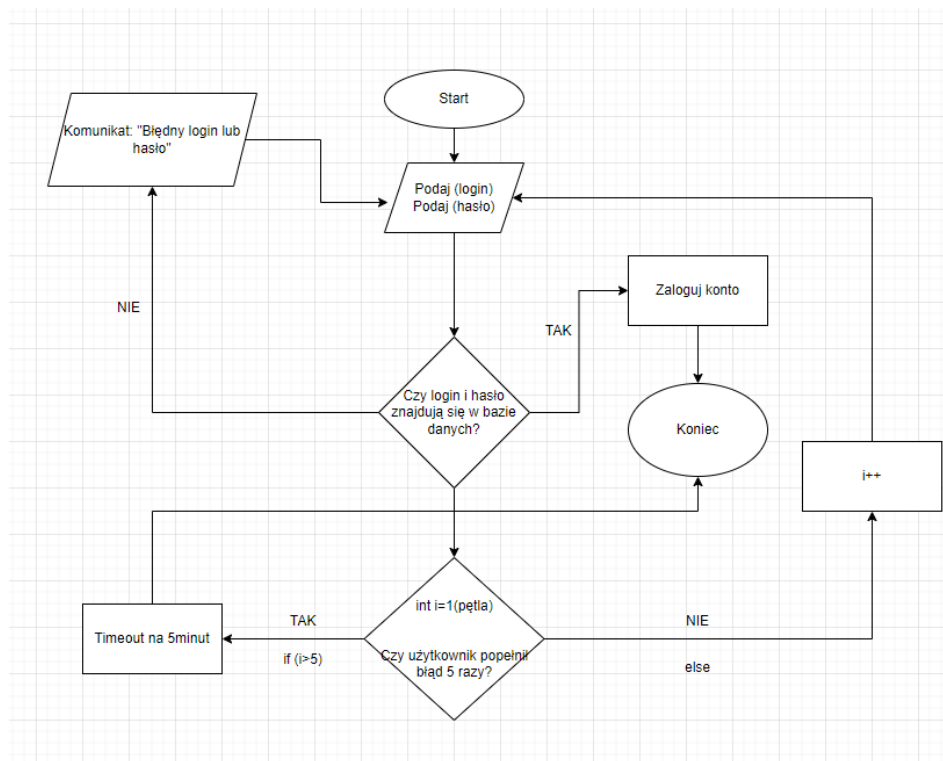 Start
Komunikat: "Błędny login lub
hasło"
Podaj (login)
Podaj (hasło)
Zaloguj konto
NIE
TAK
Czy login i hasło
znajdują się w bazie
danych?
Koniec
i++
int i=1(pętla)
Czy użytkownik popełnił
błąd 5 razy?
TAK
if (i>5)
Timeout na 5minut
NIE
else